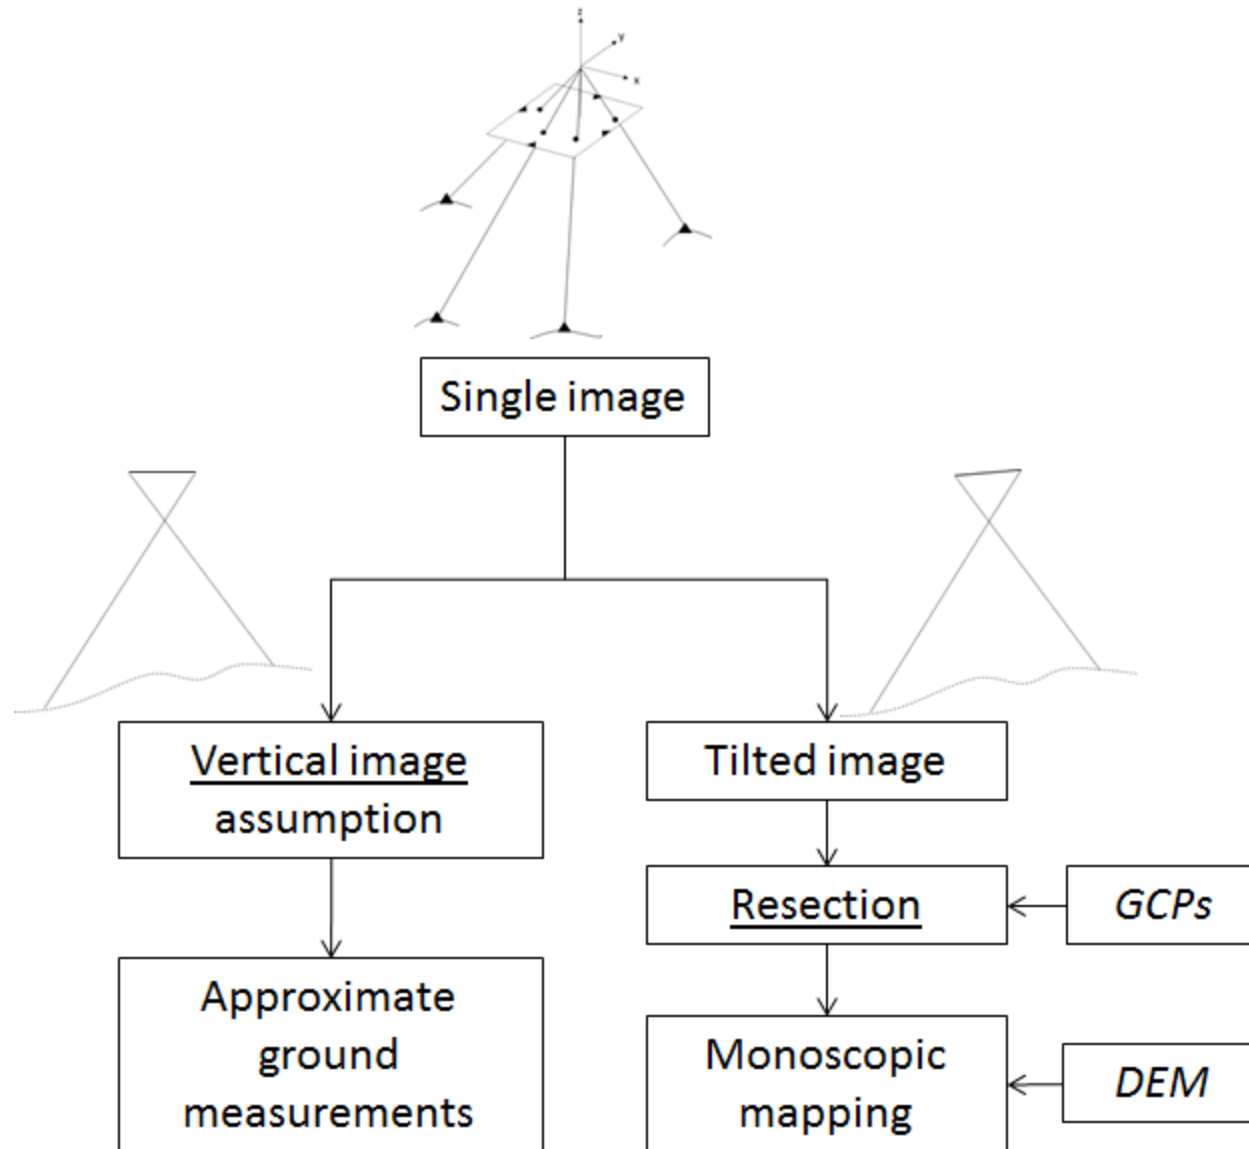 z
y
x
Single image
Vertical image
assumption
Tilted image
Resection
GCPs
Approximate
ground
measurements
Monoscopic
mapping
DEM